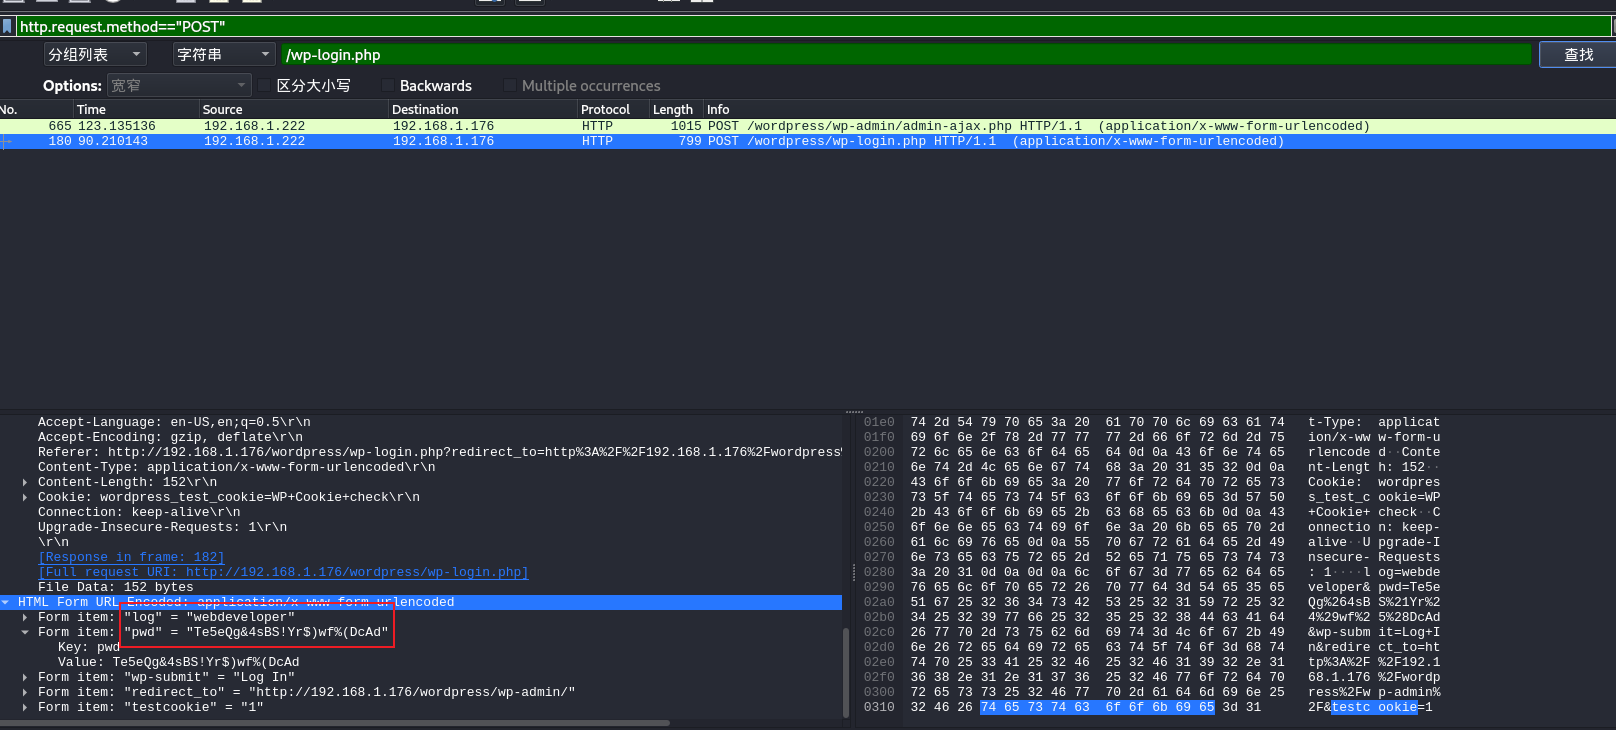 http.request.method=="POST"
分组列表 字符串 /wp-login.php 查找
Options: 宽窄 区分大小写 Backwards Multiple occurrences
No. Time Source Destination Protocol Length Info
665 123.135136 192.168.1.222 192.168.1.176 HTTP 1015 POST /wordpress/wp-admin/admin-ajax.php HTTP/1.1 (application/x-www-form-urlencoded)
180 90.210143 192.168.1.222 192.168.1.176 HTTP 799 POST /wordpress/wp-login.php HTTP/1.1 (application/x-www-form-urlencoded)
Accept-Language: en-US,en;q=0.5\r\n
Accept-Encoding: gzip, deflate\r\n
Referer: http://192.168.1.176/wordpress/wp-login.php?redirect_to=http%3A%2F%2F192.168.1.176%2Fwordpress%
Content-Type: application/x-www-form-urlencoded\r\n
Content-Length: 152\r\n
Cookie: wordpress_test_cookie=WP+Cookie+check\r\n
Connection: keep-alive\r\n
Upgrade-Insecure-Requests: 1\r\n
\r\n
[Response in frame: 182]
[Full request URI: http://192.168.1.176/wordpress/wp-login.php]
File Data: 152 bytes
HTML Form URL Encoded: application/x-www-form-urlencoded
Form item: "log" = "webdeveloper"
Form item: "pwd" = "Te5eQg&4sBS!Yr$)wf%(DcAd"
Key: pwd
Value: Te5eQg&4sBS!Yr$)wf%(DcAd
Form item: "wp-submit" = "Log In"
Form item: "redirect_to" = "http://192.168.1.176/wordpress/wp-admin/"
Form item: "testcookie" = "1"
01e0 74 2d 54 79 70 65 3a 20 61 70 70 6c 69 63 61 74 t-Type: applicat
01f0 69 6f 6e 2f 78 2d 77 77 77 2d 66 6f 72 6d 2d 75 ion/x-ww w-form-u
0200 72 6c 65 6e 63 6f 64 65 64 0d 0a 43 6f 6e 74 65 rlencode d··Conte
0210 6e 74 2d 4c 65 6e 67 74 68 3a 20 31 35 32 0d 0a nt-Lengt h: 152··
0220 43 6f 6f 6b 69 65 3a 20 77 6f 72 64 70 72 65 73 Cookie: wordpres
0230 73 5f 74 65 73 74 5f 63 6f 6f 6b 69 65 3d 57 50 s_test_c ookie=WP
0240 2b 43 6f 6f 6b 69 65 2b 63 68 65 63 6b 0d 0a 43 +Cookie+ check··C
0250 6f 6e 6e 65 63 74 69 6f 6e 3a 20 6b 65 65 70 2d onnectio n: keep-
0260 61 6c 69 76 65 0d 0a 55 70 67 72 61 64 65 2d 49 alive··U pgrade-I
0270 6e 73 65 63 75 72 65 2d 52 65 71 75 65 73 74 73 nsecure- Requests
0280 3a 20 31 0d 0a 0d 0a 6c 6f 67 3d 77 65 62 64 65 : 1····l og=webde
0290 76 65 6c 6f 70 65 72 26 70 77 64 3d 54 65 35 65 veloper& pwd=Te5e
02a0 51 67 25 32 36 34 73 42 53 25 32 31 59 72 25 32 Qg%264sB S%21Yr%2
02b0 34 25 32 39 77 66 25 32 35 25 32 38 44 63 41 64 4%29wf%2 5%28DcAd
02c0 26 77 70 2d 73 75 62 6d 69 74 3d 4c 6f 67 2b 49 &wp-subm it=Log+I
02d0 6e 26 72 65 64 69 72 65 63 74 5f 74 6f 3d 68 74 n&redire ct_to=ht
02e0 74 70 25 33 41 25 32 46 25 32 46 31 39 32 2e 31 tp%3A%2F %2F192.1
02f0 36 38 2e 31 2e 31 37 36 25 32 46 77 6f 72 64 70 68.1.176 %2Fwordp
0300 72 65 73 73 25 32 46 77 70 2d 61 64 6d 69 6e 25 ress%2Fw p-admin%
0310 32 46 26 74 65 73 74 63 6f 6f 6b 69 65 3d 31 2F&testc ookie=1